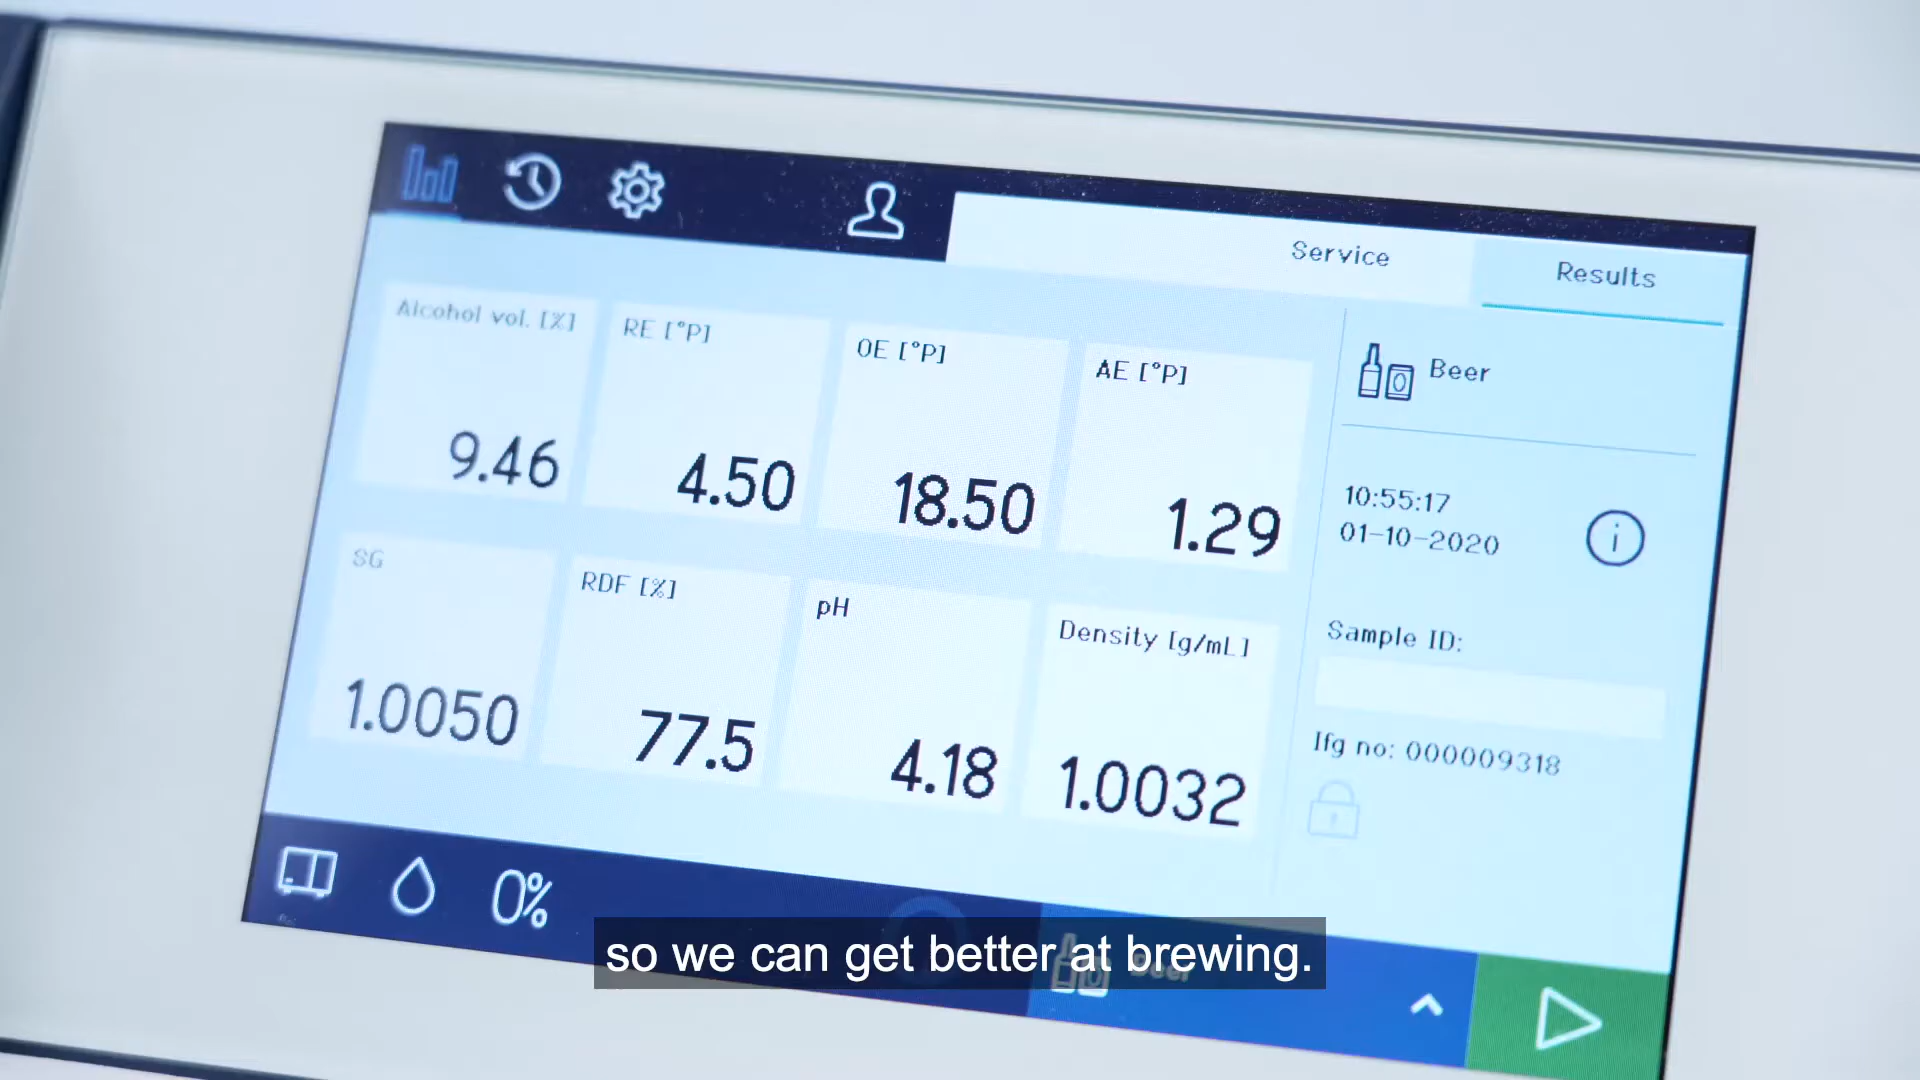 Service
Results
Alcohol vol. [%]
RE [°P]
OE [°P]
AE [°P]
9.46
4.50
18.50
1.29
SG
RDF [%]
pH
Density [g/mL]
1.0050
77.5
4.18
1.0032
Beer
10:55:17
01-10-2020
i
Sample ID:
Ifg no: 000009318
0%
Beer
so we can get better at brewing.